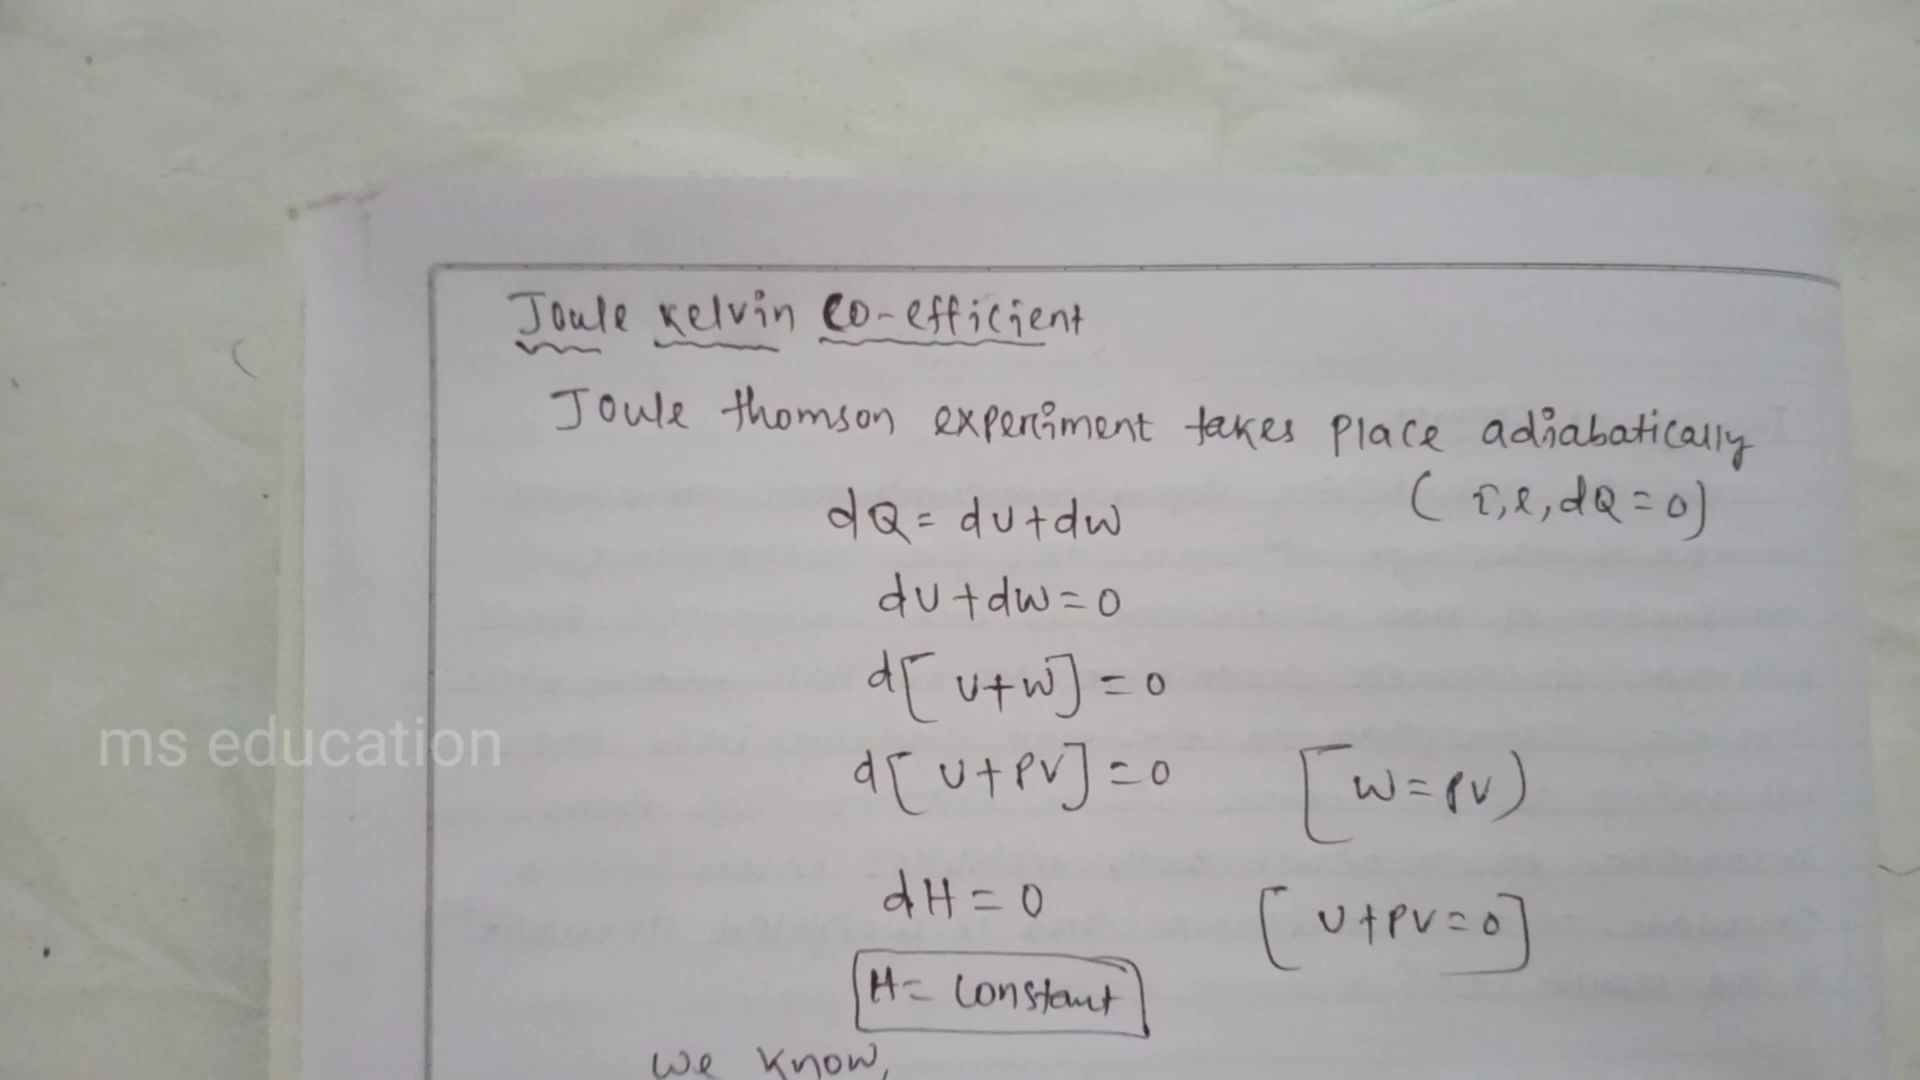 Joule kelvin co-efficient
Joule thomson experiment takes place adiabatically
(i,e, dQ=0)
dQ = dU+dW
dU+dW=0
d[U+W]=0
d[U+PV]=0 [W=PV)
dH=0 [U+PV=0]
H= constant
we know,
ms education